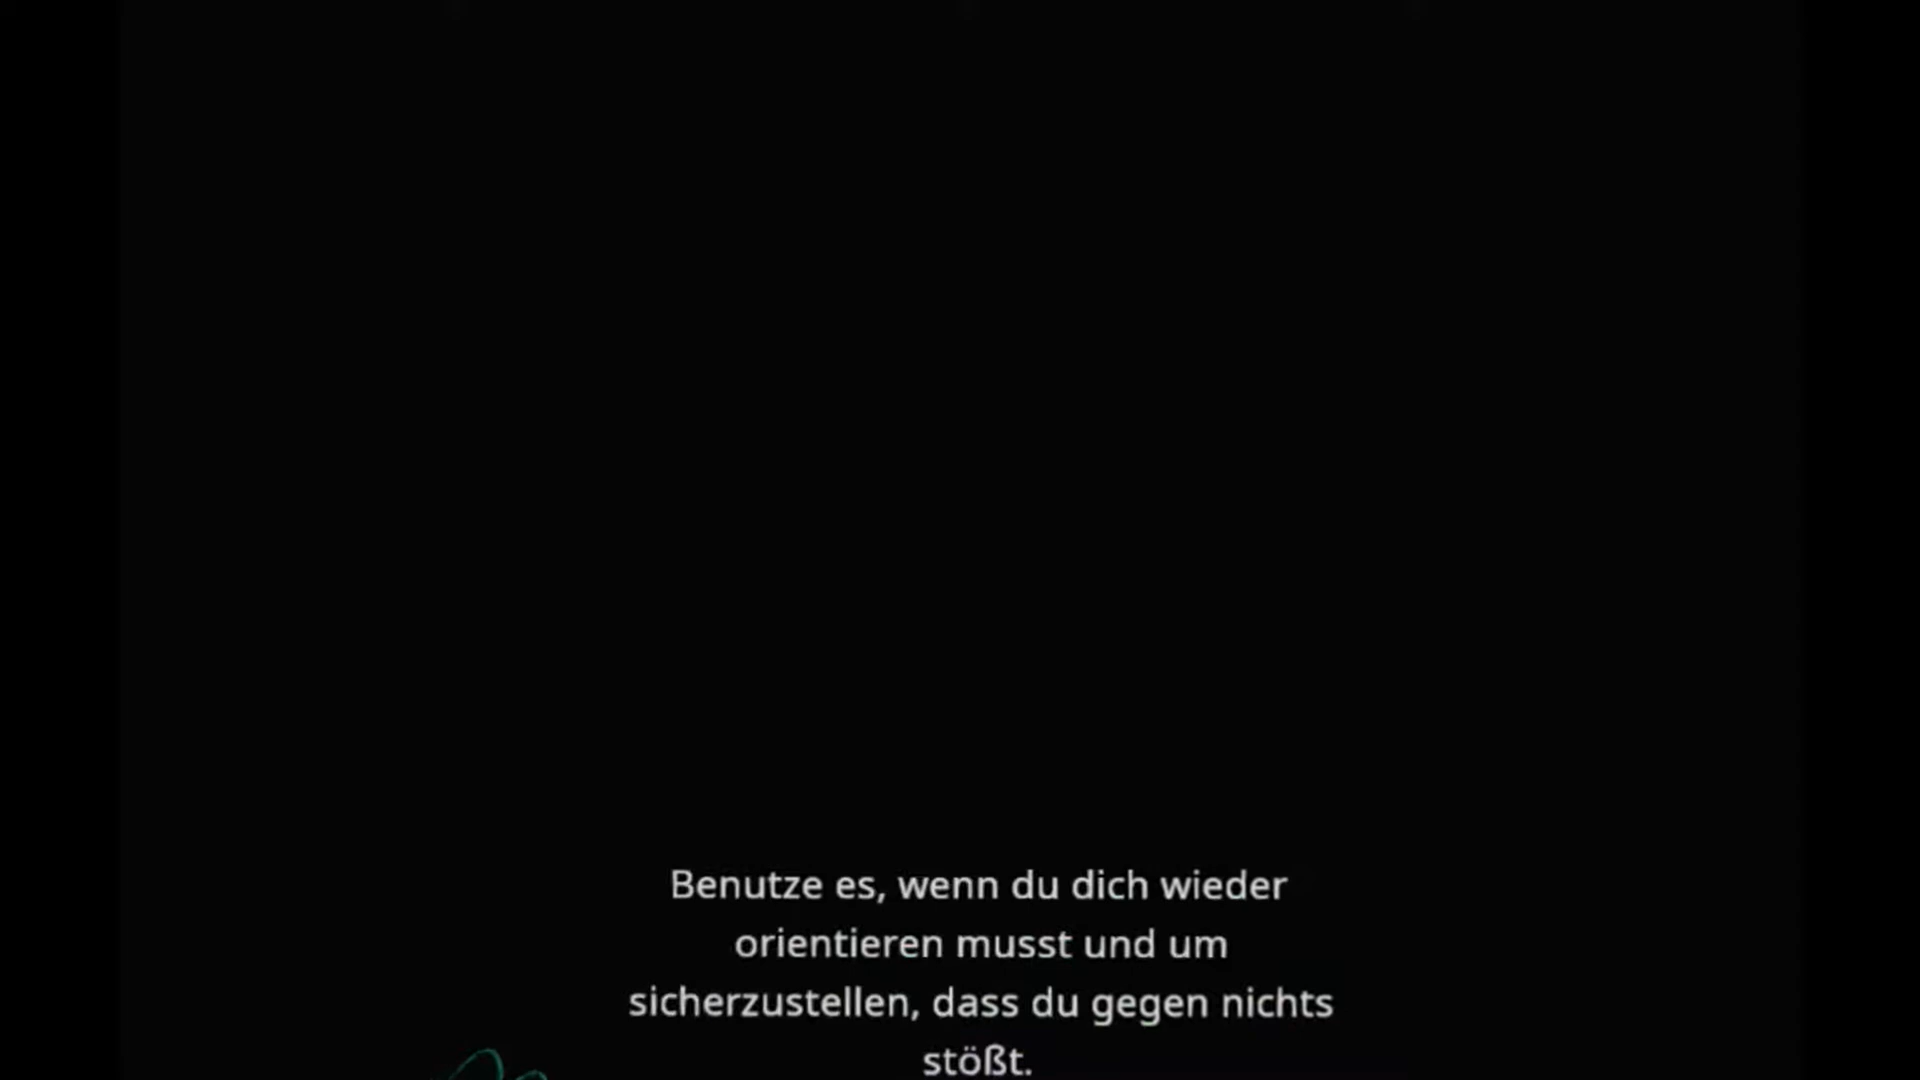 Benutze es, wenn du dich wieder
orientieren musst und um
sicherzustellen, dass du gegen nichts
stößt.